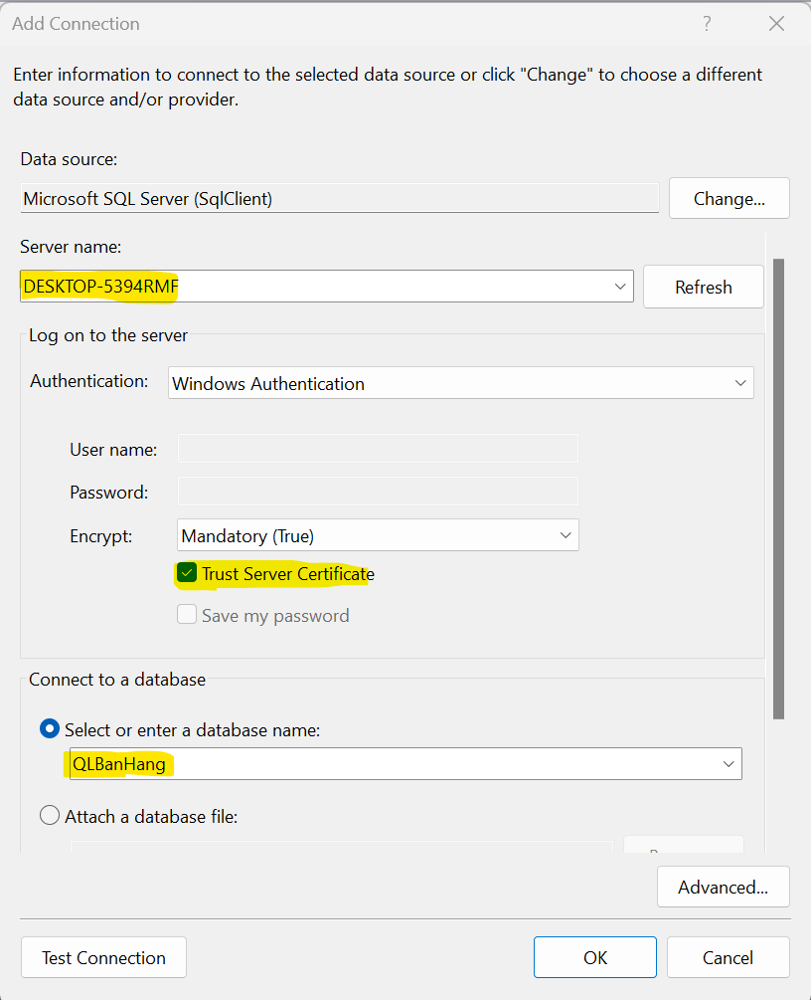 Add Connection
?
Enter information to connect to the selected data source or click "Change" to choose a different
data source and/or provider.
Data source:
Microsoft SQL Server (SqlClient)
Change...
Server name:
DESKTOP-5394RMF
Refresh
Log on to the server
Authentication:
Windows Authentication
User name:
Password:
Encrypt:
Mandatory (True)
Trust Server Certificate
Save my password
Connect to a database
Select or enter a database name:
QLBanHang
Attach a database file:
Advanced...
Test Connection
OK
Cancel